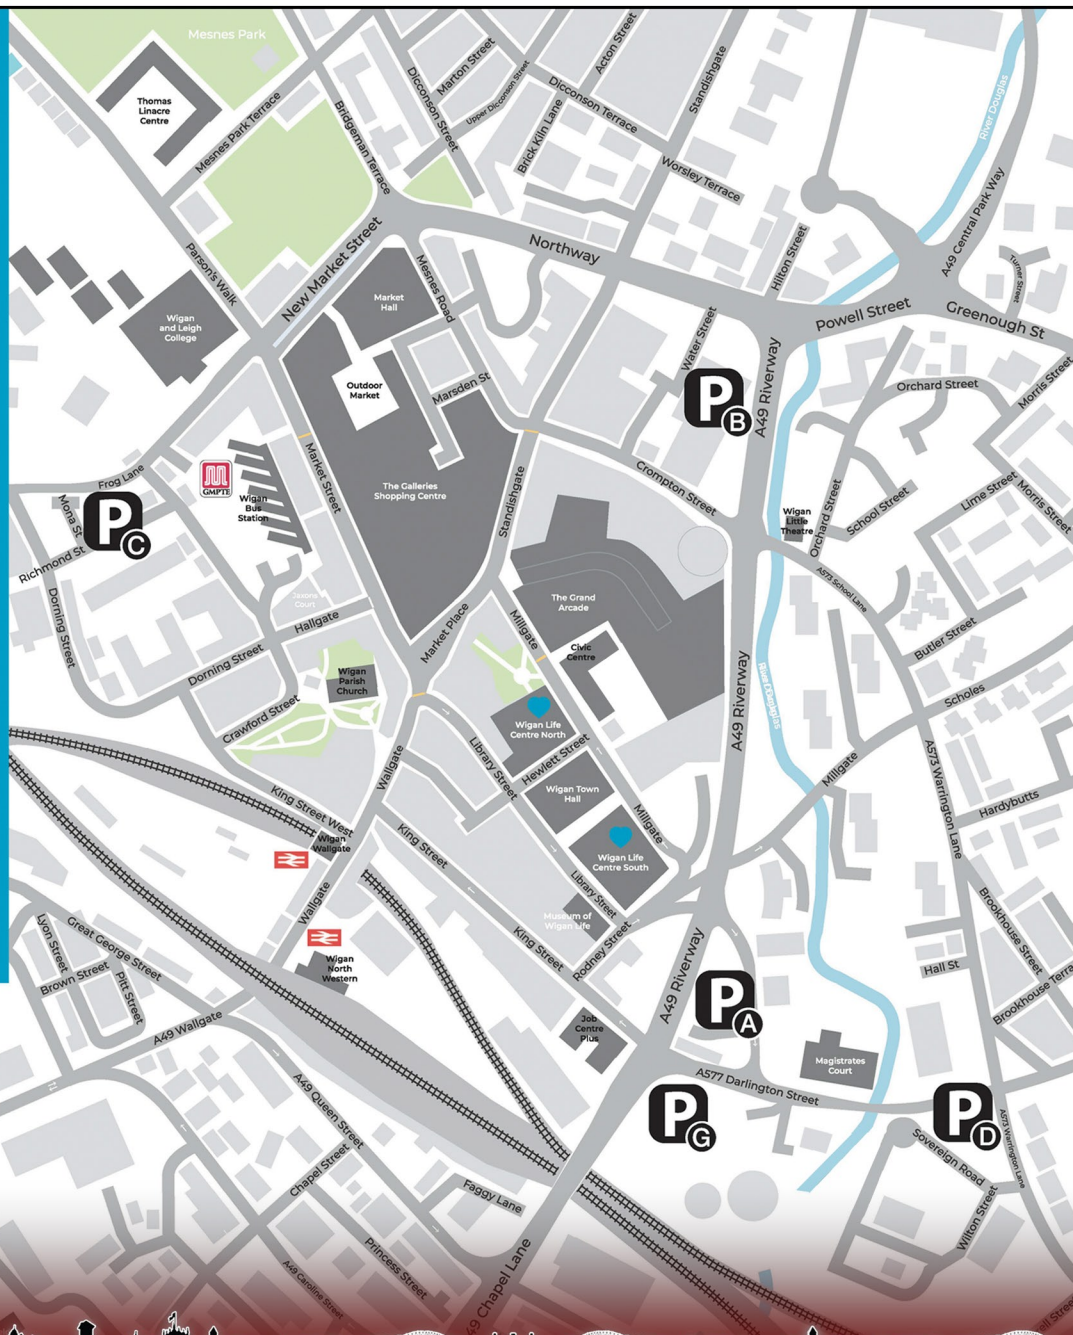 Mesnes Park
Thomas
Linacre
Centre
Mesnes Park Terrace
Bridgeman Terrace
Dicconson Street
Marton Street
Upper Dicconson Street
Acton Street
Dicconson Terrace
Brick Kiln Lane
Standishgate
Worsley Terrace
River Douglas
A49 Central Park Way
Turner Street
Hilton Street
Northway
New Market Street
Parson's Walk
Mesnes Road
Market
Hall
Wigan
and Leigh
College
Powell Street
Greenough St
Water Street
A49 Riverway
Morris Street
Orchard Street
Outdoor
Market
Marsden St
P
B
Market Street
Frog Lane
GMPTE
Wigan
Bus
Station
The Galleries
Shopping Centre
Standishgate
Crompton Street
Lime Street
Morris Street
School Street
Orchard Street
Wigan
Little
Theatre
Mona St
P
C
Richmond St
Dorning Street
Jaxons
Court
Hallgate
The Grand
Arcade
A573 School Lane
Butler Street
Millgate
Market Place
Civic
Centre
Dorning Street
Wigan
Parish
Church
Crawford Street
A49 Riverway
Scholes
Wigan Life
Centre North
Hewlett Street
Library Street
Wallgate
Millgate
A573 Warrington Lane
Hardybutts
Wigan Town
Hall
Millgate
King Street West
Wigan
Wallgate
King Street
Wigan Life
Centre South
Library Street
Wallgate
Museum of
Wigan Life
Brookhouse Street
Lyon Street
Great George Street
Brown Street
Pitt Street
Wigan
North
Western
King Street
Rodney Street
A49 Riverway
Hall St
Brookhouse Terra
P
A
A49 Wallgate
Job
Centre
Plus
Magistrates
Court
A577 Darlington Street
P
G
P
D
A573 Warrington Lane
A49 Queen Street
Sovereign Road
Chapel Street
Faggy Lane
Wilton Street
Princess Street
A49 Caroline Street
49 Chapel Lane